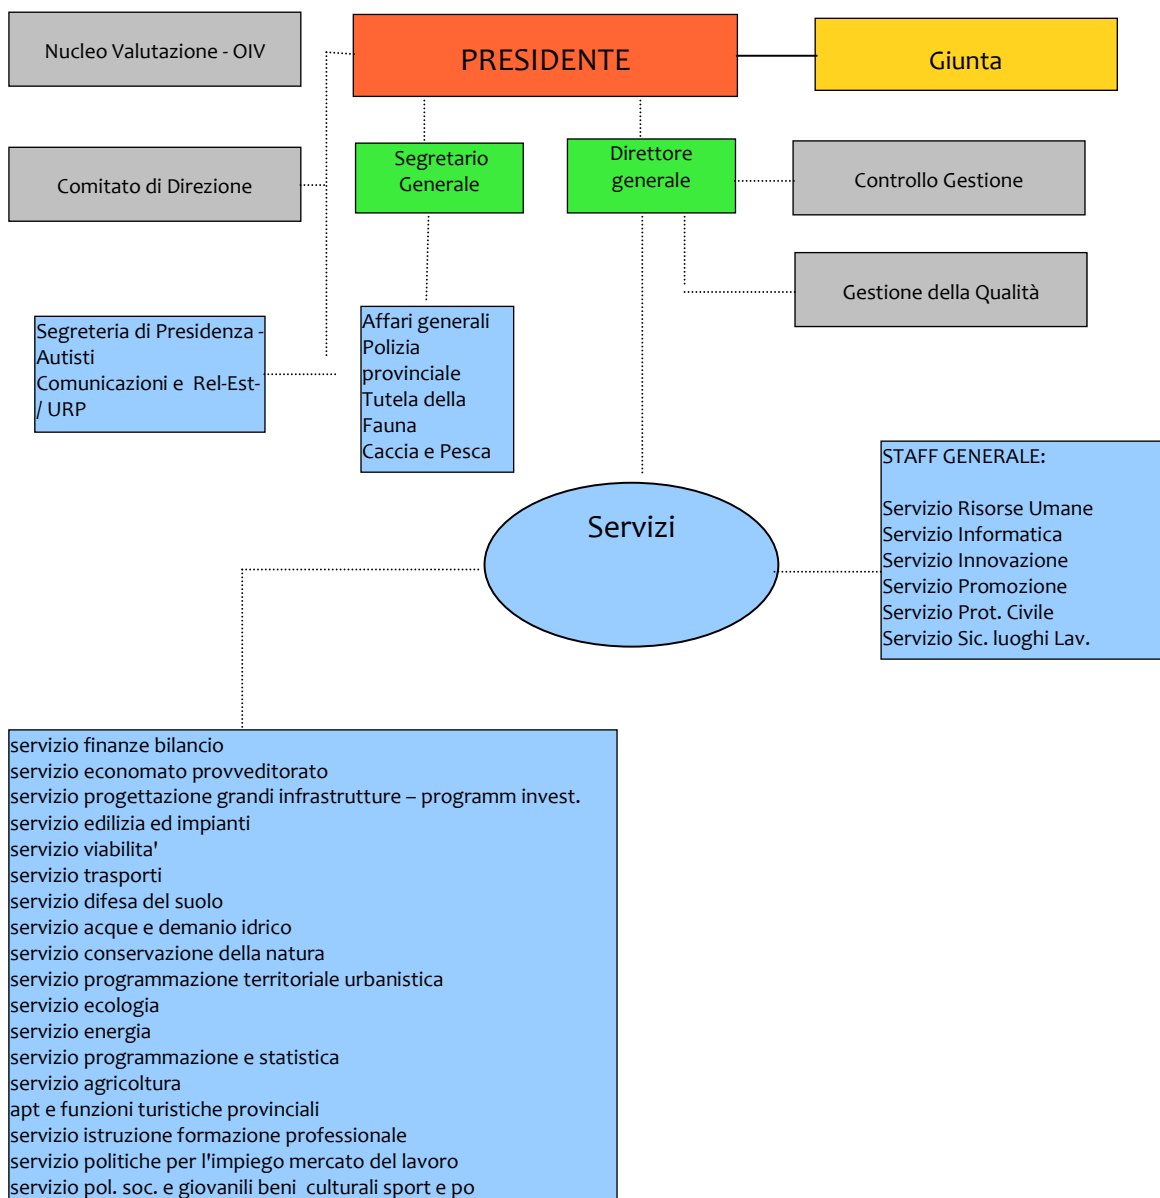 Nucleo Valutazione - OIV
PRESIDENTE
Giunta
Comitato di Direzione
Segretario
Generale
Direttore
generale
Controllo Gestione
Gestione della Qualità
Segreteria di Presidenza -
Autisti
Comunicazioni e Rel-Est-
/ URP
Affari generali
Polizia
provinciale
Tutela della
Fauna
Caccia e Pesca
STAFF GENERALE:
Servizio Risorse Umane
Servizio Informatica
Servizio Innovazione
Servizio Promozione
Servizio Prot. Civile
Servizio Sic. luoghi Lav.
Servizi
servizio finanze bilancio
servizio economato provveditorato
servizio progettazione grandi infrastrutture – programm invest.
servizio edilizia ed impianti
servizio viabilita'
servizio trasporti
servizio difesa del suolo
servizio acque e demanio idrico
servizio conservazione della natura
servizio programmazione territoriale urbanistica
servizio ecologia
servizio energia
servizio programmazione e statistica
servizio agricoltura
apt e funzioni turistiche provinciali
servizio istruzione formazione professionale
servizio politiche per l'impiego mercato del lavoro
servizio pol. soc. e giovanili beni culturali sport e po